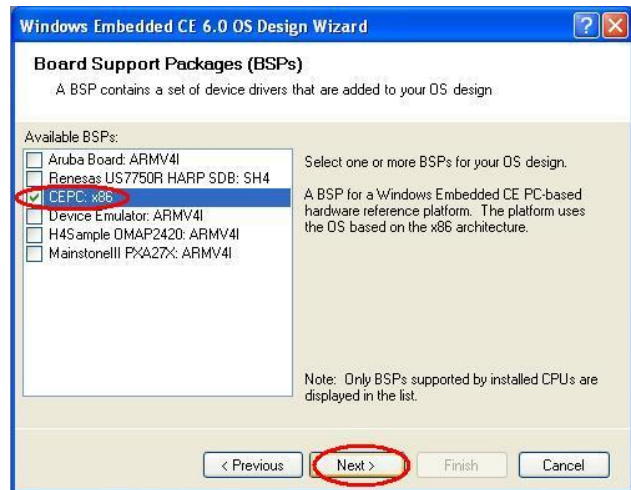 Windows Embedded CE 6.0 OS Design Wizard
Board Support Packages (BSPs)
A BSP contains a set of device drivers that are added to your OS design
Available BSPs:
Aruba Board: ARMV4I
Renesas US7750R HARP SDB: SH4
CEPC: x86
Device Emulator: ARMV4I
H4Sample OMAP2420: ARMV4I
MainstoneIII PXA27X: ARMV4I
Select one or more BSPs for your OS design.
A BSP for a Windows Embedded CE PC-based
hardware reference platform. The platform uses
the OS based on the x86 architecture.
Note: Only BSPs supported by installed CPUs are
displayed in the list.
< Previous
Next >
Finish
Cancel